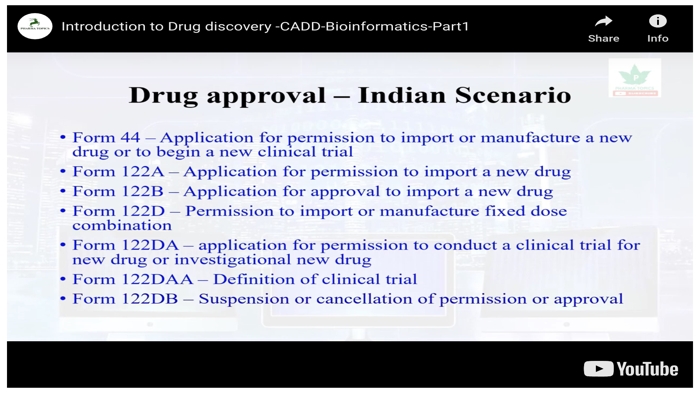 Introduction to Drug discovery -CADD-Bioinformatics-Part1
Share
Info
Drug approval – Indian Scenario
• Form 44 – Application for permission to import or manufacture a new
drug or to begin a new clinical trial
• Form 122A – Application for permission to import a new drug
• Form 122B – Application for approval to import a new drug
• Form 122D – Permission to import or manufacture fixed dose
combination
• Form 122DA – application for permission to conduct a clinical trial for
new drug or investigational new drug
• Form 122DAA – Definition of clinical trial
• Form 122DB – Suspension or cancellation of permission or approval
YouTube